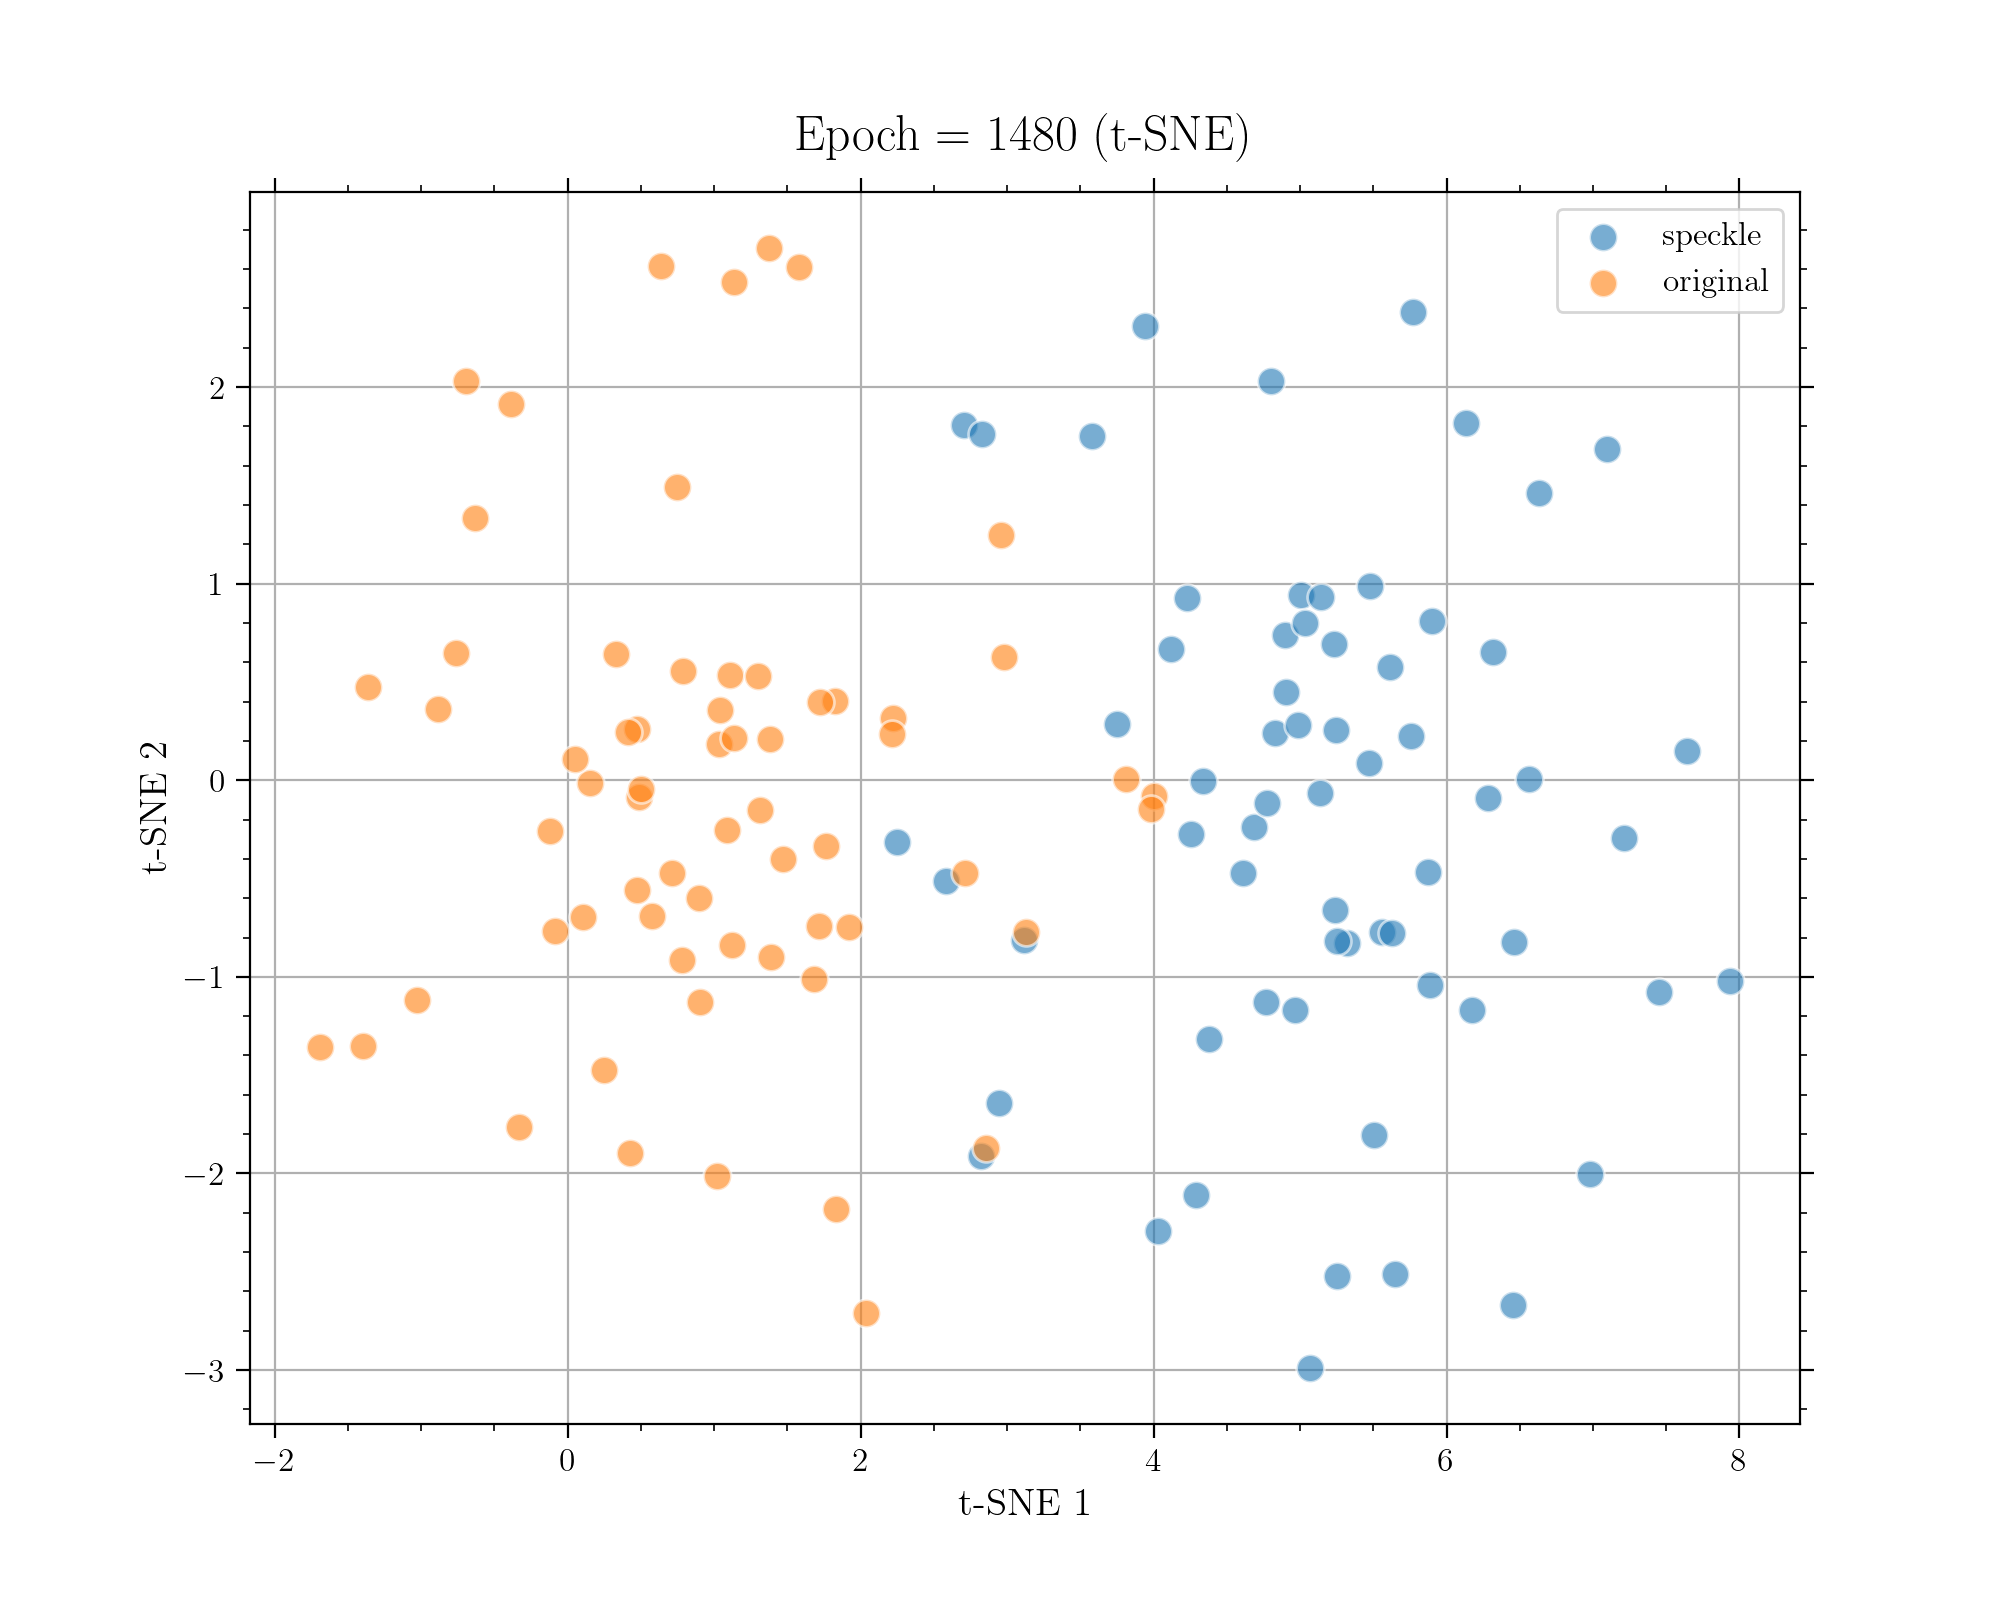 Epoch = 1480 (t-SNE)
speckle
original
2
1
0
−1
−2
−3
t-SNE 2
−2 0 2 4 6 8
t-SNE 1